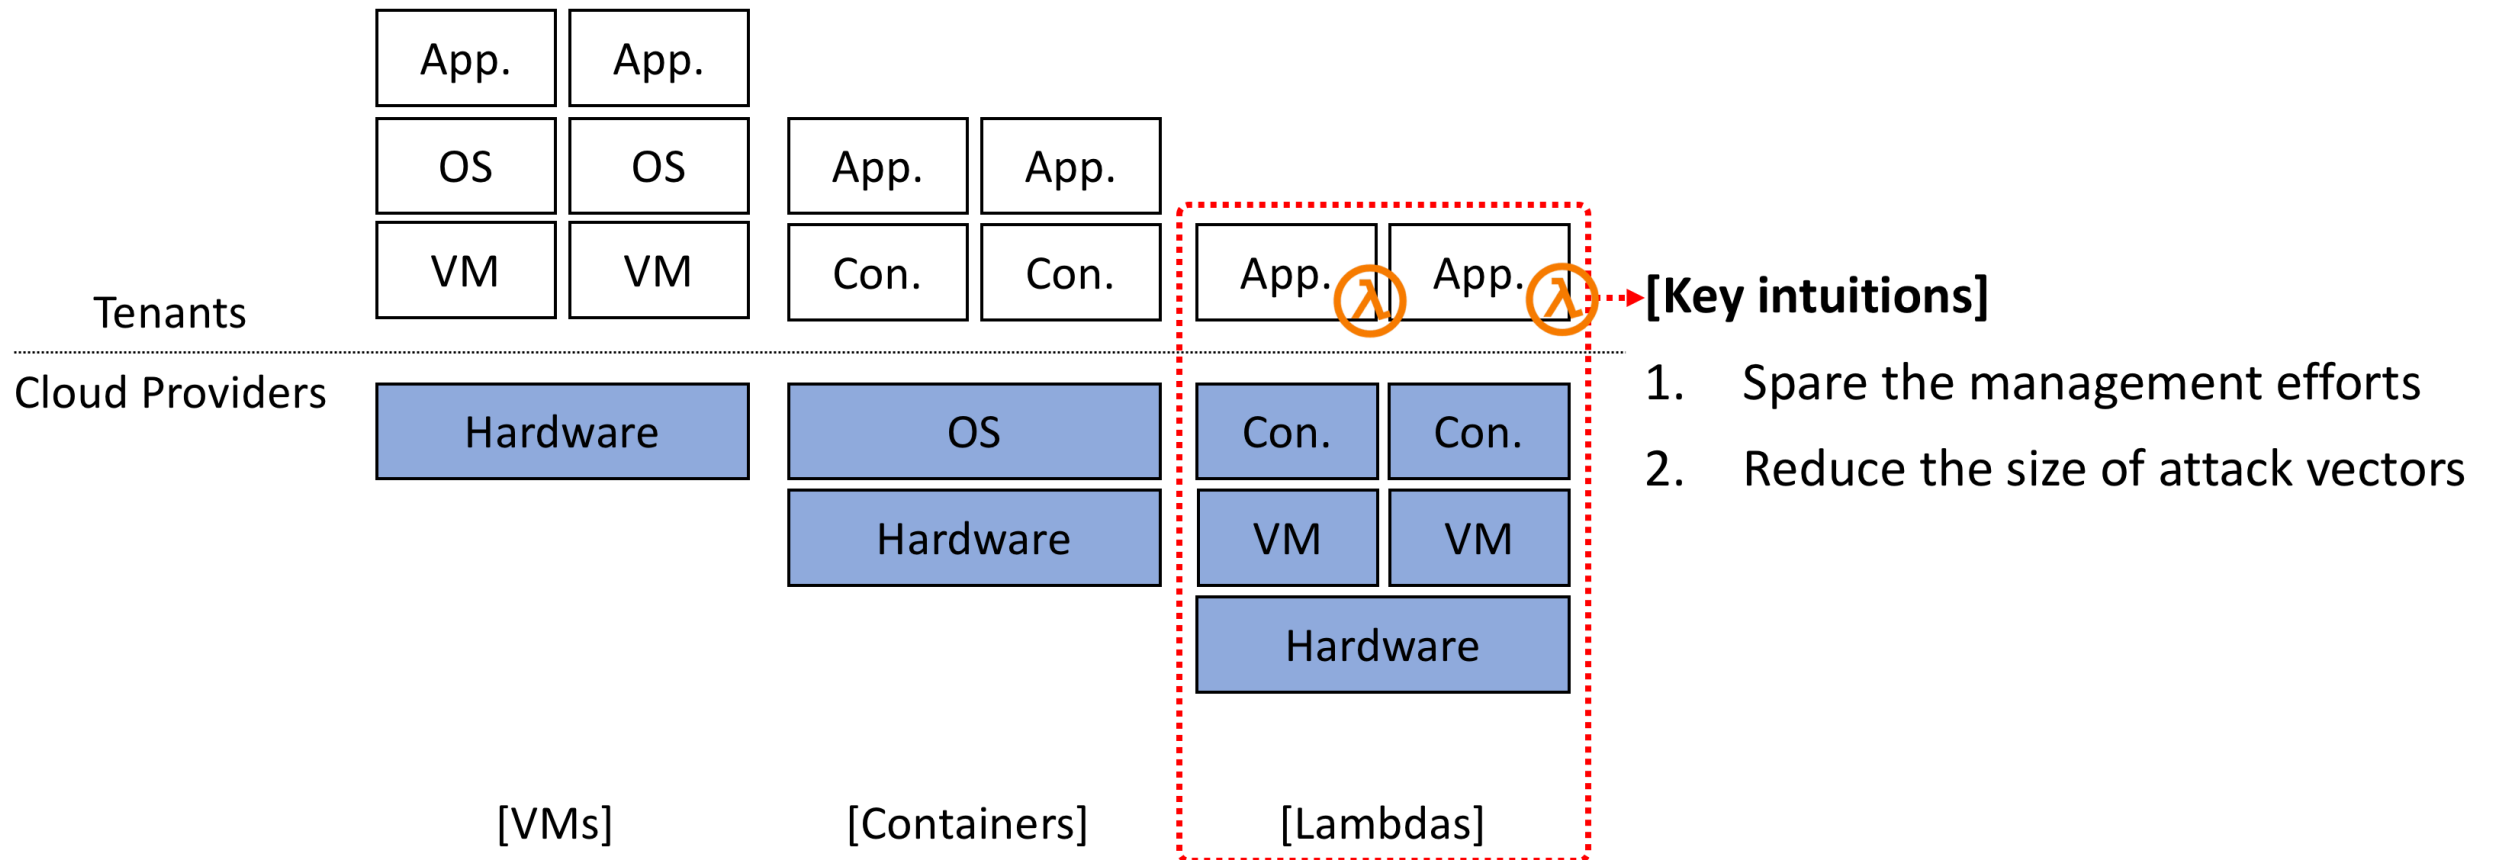 App. App.
OS OS App. App.
VM VM Con. Con. App. App.
Tenants
[Key intuitions]
1. Spare the management efforts
2. Reduce the size of attack vectors
Cloud Providers
Hardware OS Con. Con.
Hardware VM VM
Hardware
[VMs] [Containers] [Lambdas]